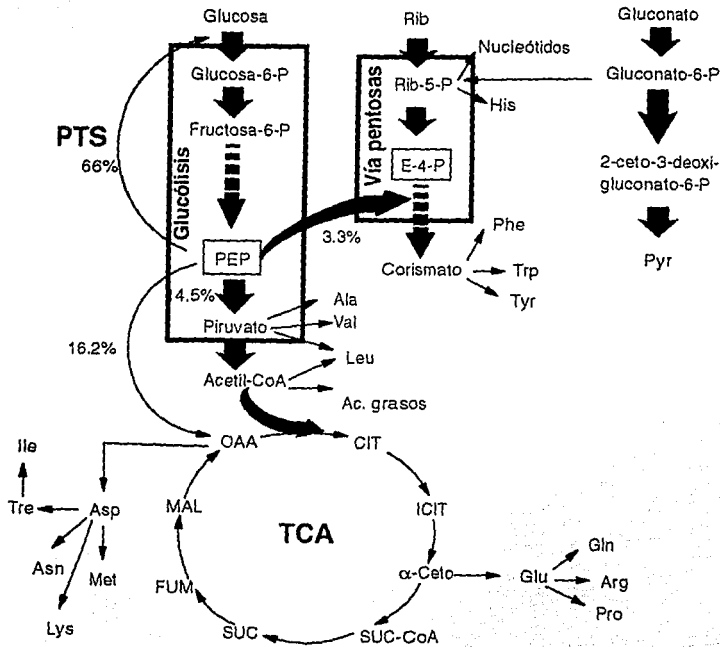 Glucosa
Rib
Gluconato
Glucosa-6-P
Nucleótidos
Rib-5-P
Gluconato-6-P
His
Fructosa-6-P
PTS
66%
Glucólisis
Vía pentosas
E-4-P
2-ceto-3-deoxi-
gluconato-6-P
3.3%
PEP
Phe
Corismato
Trp
Tyr
Pyr
14.5%
Ala
Piruvato
Val
16.2%
Leu
Acetil-CoA
Ac. grasos
OAA
CIT
Ile
Tre
Asp
MAL
ICIT
TCA
Asn
Met
FUM
α-Ceto
Glu
Gln
Arg
Pro
Lys
SUC
SUC-CoA